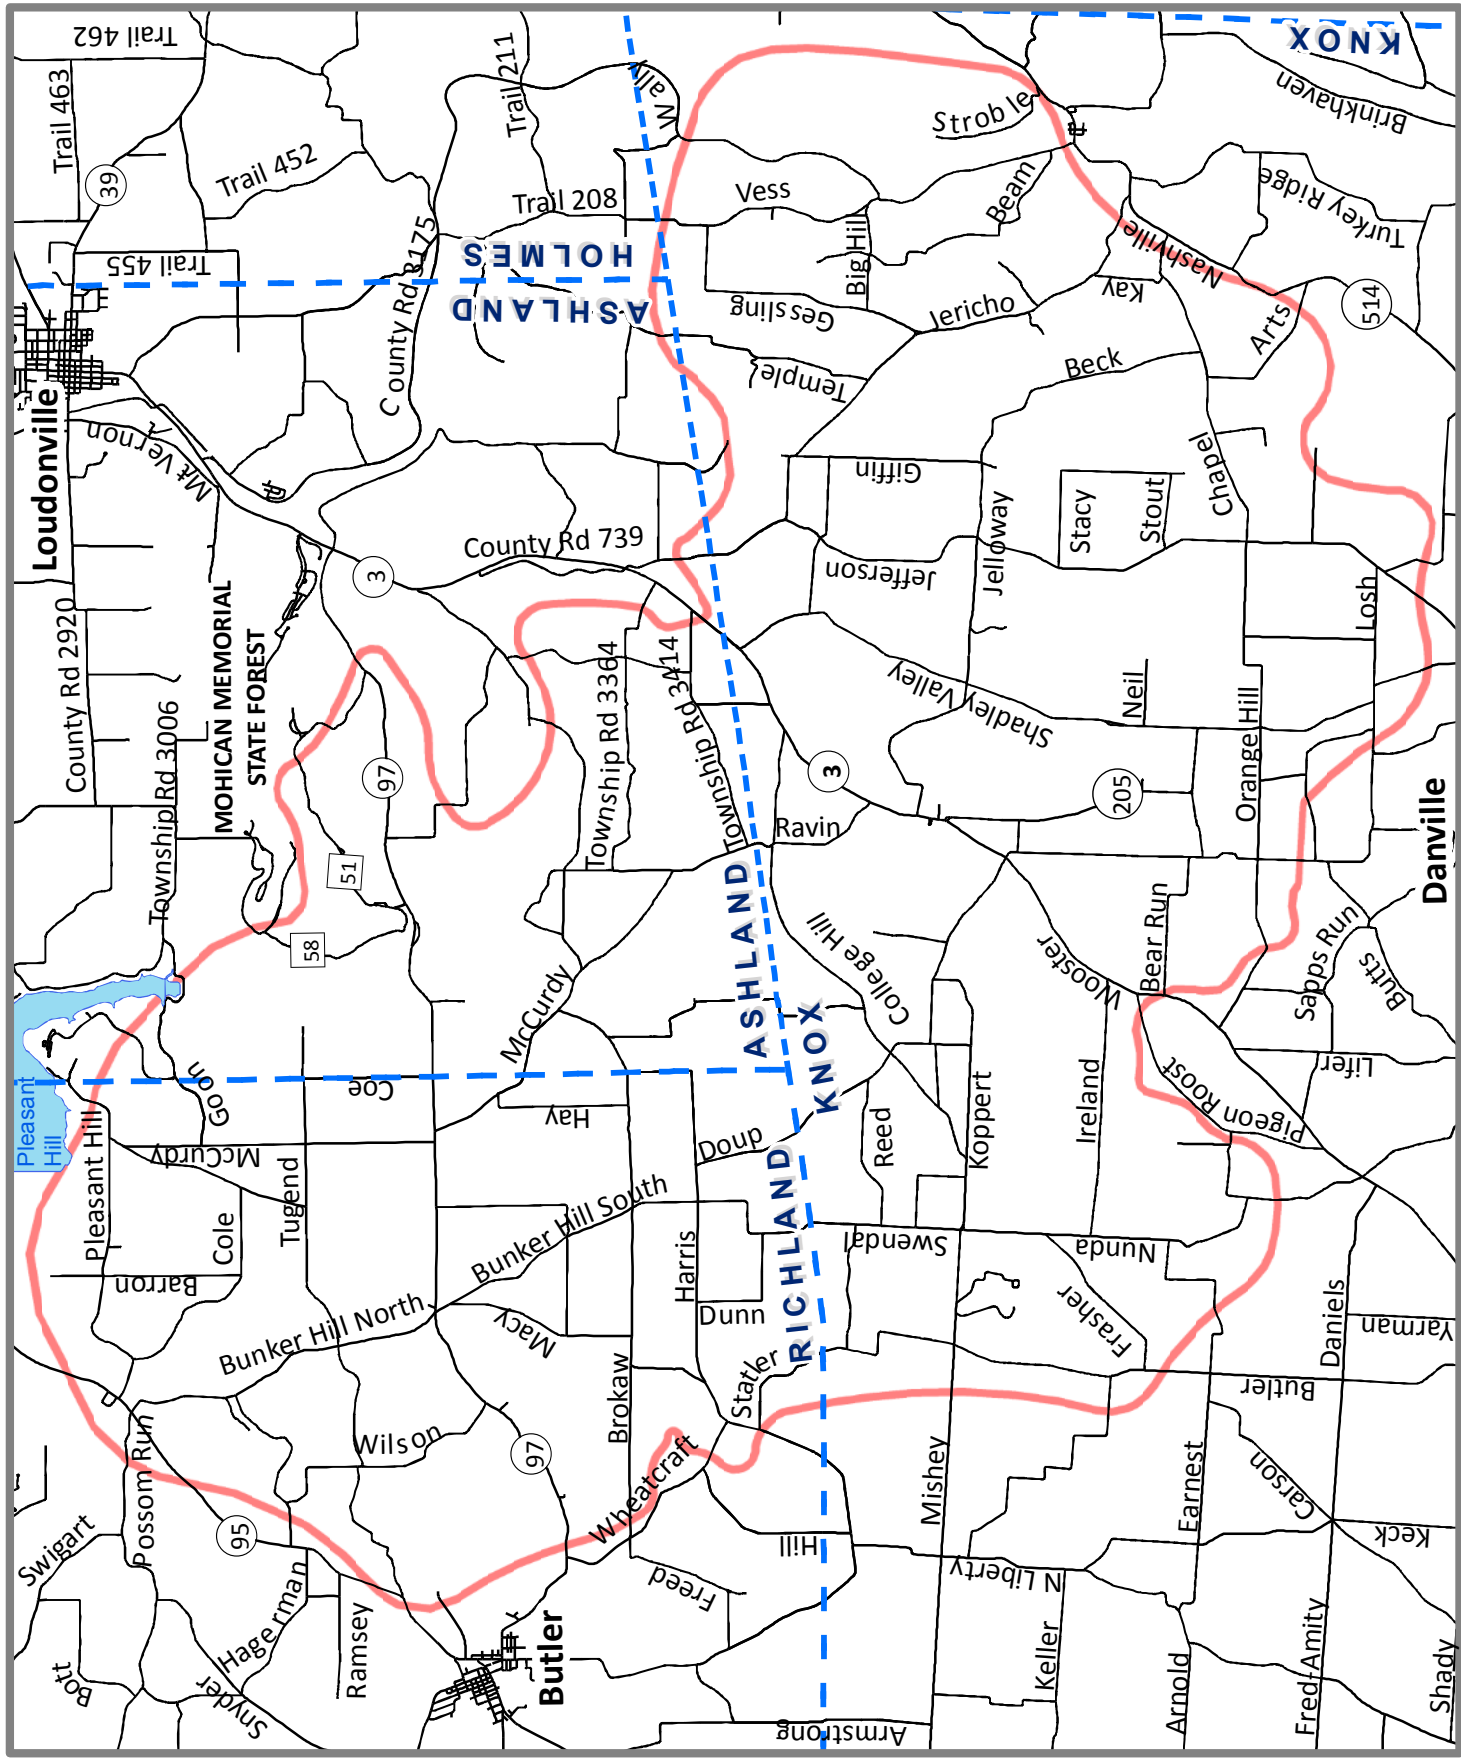 Trail 462
KNOX
Trail 463
Trail 211
Wally
Brinkhaven
Stroble
39
Trail 452
Trail 208
Vess
Beam
Turkey Ridge
Trail 455
County Rd 3175
HOLMES
Big Hill
Nashville
Kay
ASHLAND
Gessling
Jericho
514
Arts
Loudonville
Temple
Beck
Mt Vernon
Giffin
Chapel
County Rd 739
Jelloway
Stacy
Stout
3
Jefferson
Losh
County Rd 2920
MOHICAN MEMORIAL
STATE FOREST
Township Rd 3364
Township Rd 3414
Shadley Valley
Neil
Orange Hill
Township Rd 3006
97
3
205
Ravin
Danville
51
ASHLAND
58
College Hill
Wooster
Bear Run
Sapps Run
Butts
McCurdy
KNOX
Pleasant
Hill
Goon
Coe
Hay
Koppert
Ireland
Pigeon Roost
Lifer
Pleasant Hill
McCurdy
Doup
Reed
Cole
Tugend
Bunker Hill South
RICHLAND
Swendal
Nunda
Barron
Harris
Dunn
Frasher
Daniels
Yarman
Bunker Hill North
Macy
Statler
Butler
Brokaw
Possom Run
Wilson
97
Wheatcraft
Mishey
Earnest
Carson
Swigart
95
Hill
Keck
Hagerman
Freed
N Liberty
Ramsey
Butler
Keller
Fred-Amity
Bott
Snyder
Arnold
Shady
Armstrong